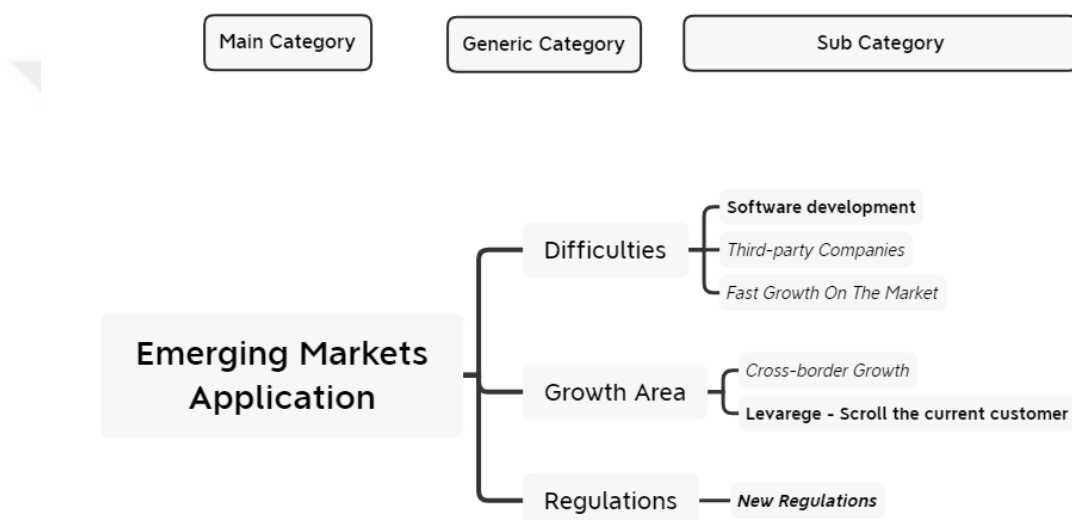 Main Category
Generic Category
Sub Category
Emerging Markets
Application
Difficulties
Software development
Third-party Companies
Fast Growth On The Market
Growth Area
Cross-border Growth
Levarege - Scroll the current customer
Regulations
New Regulations